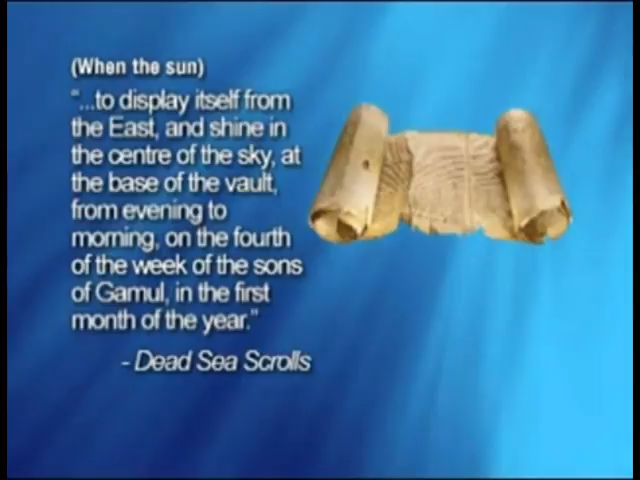 (When the sun)
"...to display itself from
the East, and shine in
the centre of the sky, at
the base of the vault,
from evening to
morning, on the fourth
of the week of the sons
of Gamul, in the first
month of the year."
- Dead Sea Scrolls